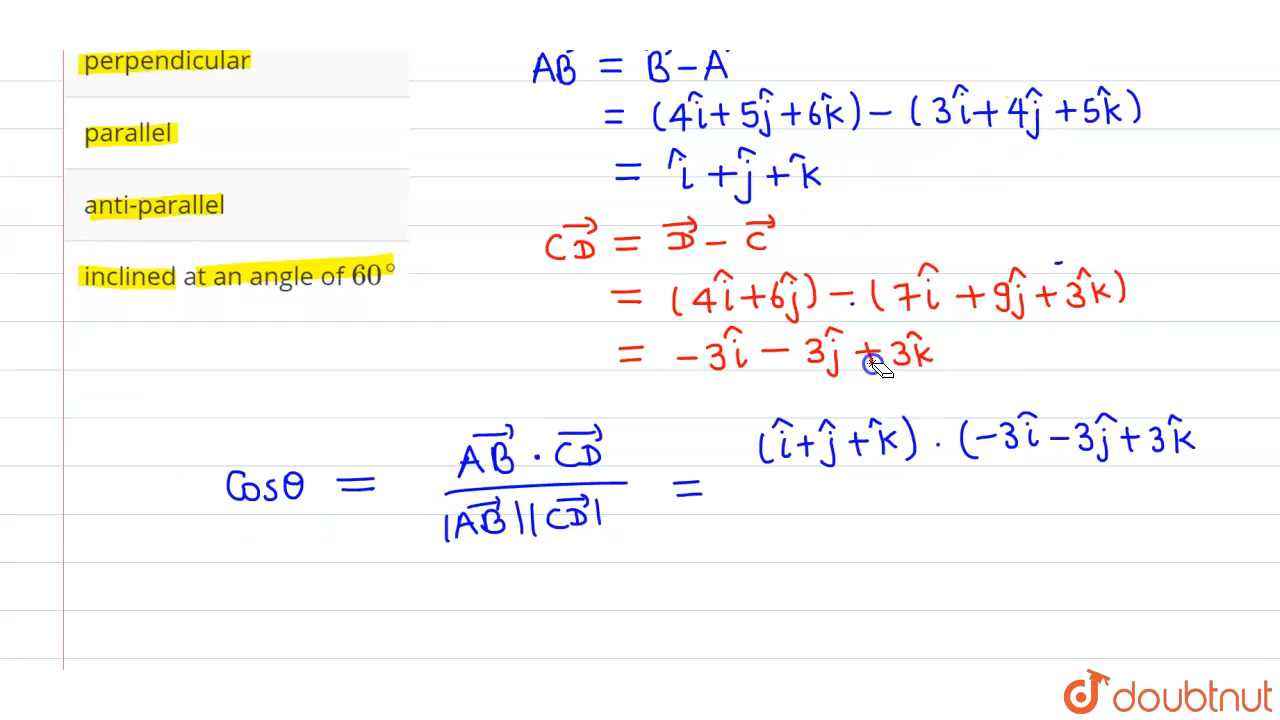 perpendicular
parallel
anti-parallel
inclined at an angle of 60°
AB = B - A
= (4î + 5ĵ + 6k̂) - (3î + 4ĵ + 5k̂)
= î + ĵ + k̂
CD⃗ = D⃗ - C⃗
= (4î + 6ĵ) - (7î + 9ĵ + 3k̂)
= -3î - 3ĵ + 3k̂
Cosθ = AB⃗ · CD⃗ / |AB⃗||CD⃗| = (î + ĵ + k̂) · (-3î - 3ĵ + 3k̂
doubtnut